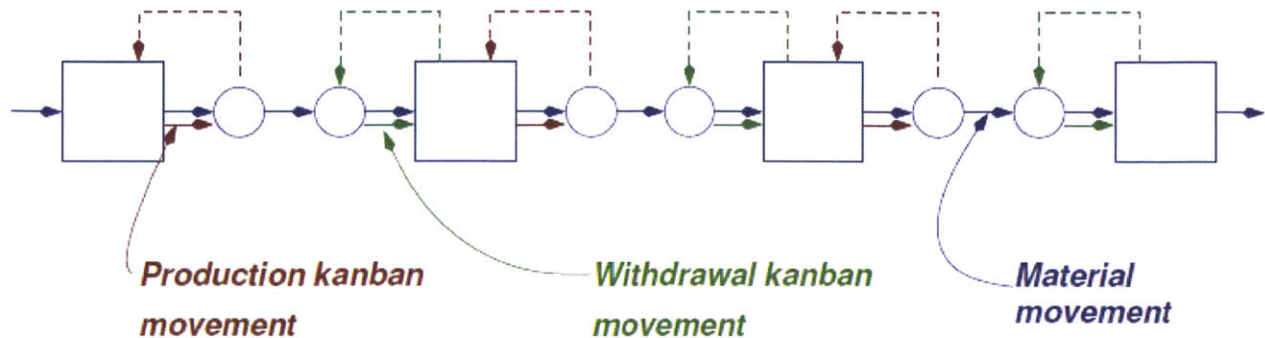 Production kanban
movement
Withdrawal kanban
movement
Material
movement